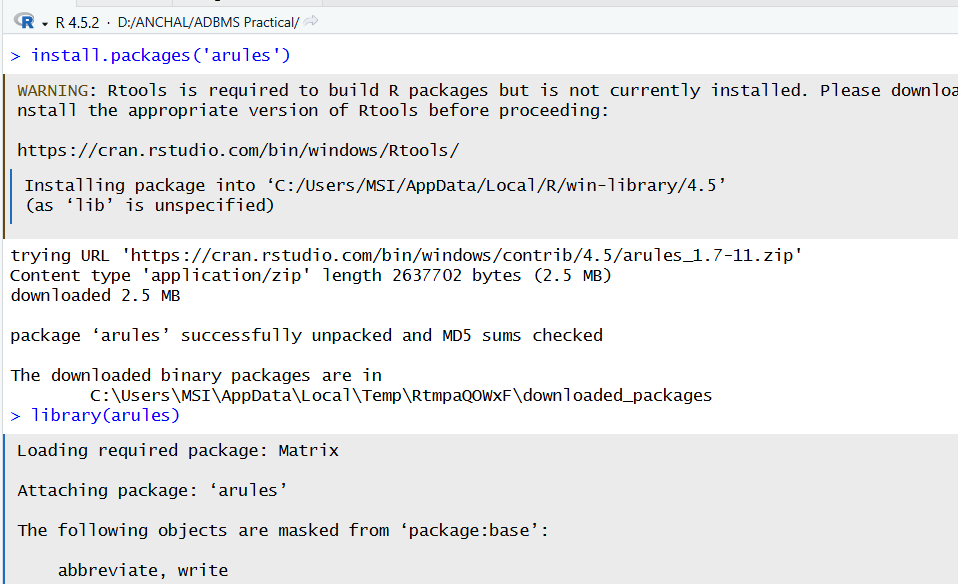 R 4.5.2 · D:/ANCHAL/ADBMS Practical/
> install.packages('arules')
WARNING: Rtools is required to build R packages but is not currently installed. Please downloa
nstall the appropriate version of Rtools before proceeding:
https://cran.rstudio.com/bin/windows/Rtools/
Installing package into ‘C:/Users/MSI/AppData/Local/R/win-library/4.5’
(as ‘lib’ is unspecified)
trying URL 'https://cran.rstudio.com/bin/windows/contrib/4.5/arules_1.7-11.zip'
Content type 'application/zip' length 2637702 bytes (2.5 MB)
downloaded 2.5 MB
package ‘arules’ successfully unpacked and MD5 sums checked
The downloaded binary packages are in
C:\Users\MSI\AppData\Local\Temp\RtmpaQOWxF\downloaded_packages
> library(arules)
Loading required package: Matrix
Attaching package: ‘arules’
The following objects are masked from ‘package:base’:
abbreviate, write